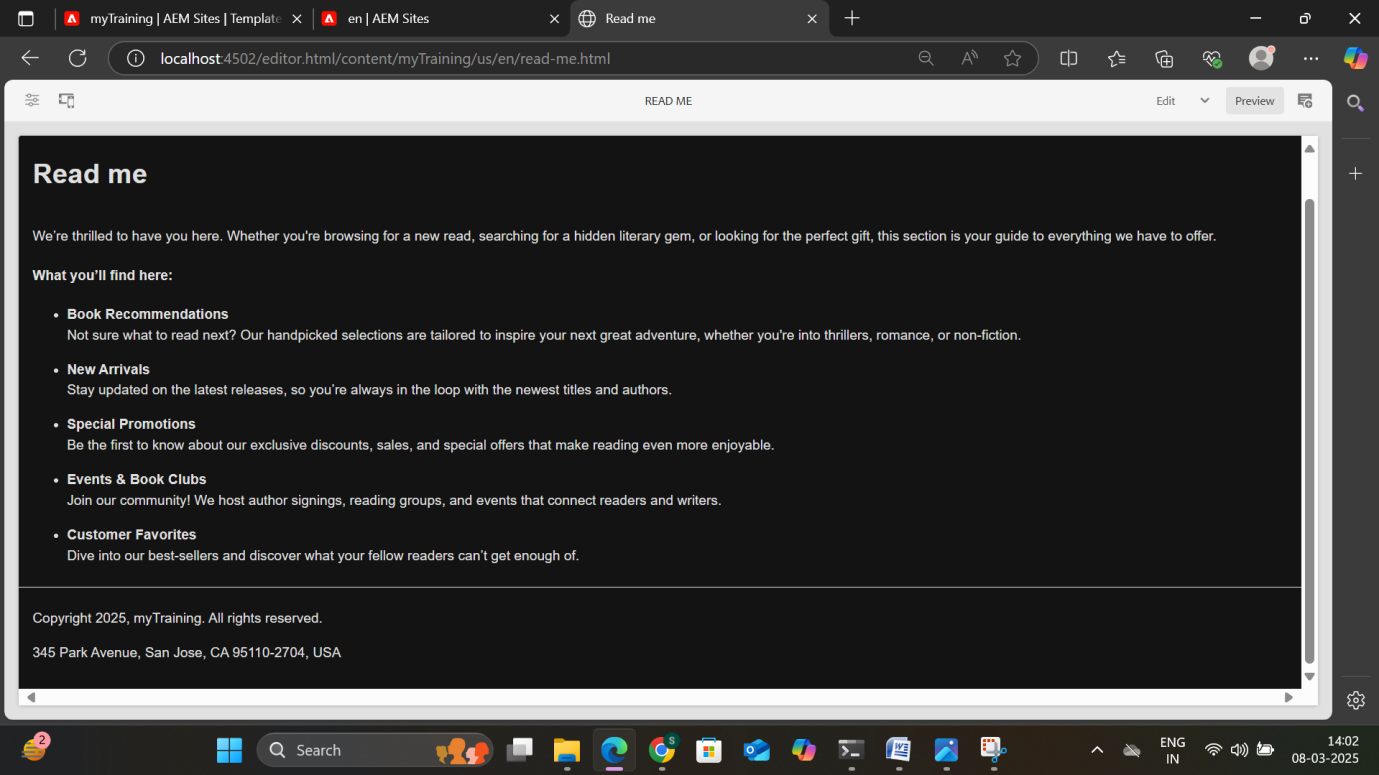 myTraining | AEM Sites | Template
en | AEM Sites
Read me
localhost:4502/editor.html/content/myTraining/us/en/read-me.html
READ ME
Edit
Preview
Read me
We’re thrilled to have you here. Whether you're browsing for a new read, searching for a hidden literary gem, or looking for the perfect gift, this section is your guide to everything we have to offer.
What you’ll find here:
• Book Recommendations
Not sure what to read next? Our handpicked selections are tailored to inspire your next great adventure, whether you're into thrillers, romance, or non-fiction.
• New Arrivals
Stay updated on the latest releases, so you’re always in the loop with the newest titles and authors.
• Special Promotions
Be the first to know about our exclusive discounts, sales, and special offers that make reading even more enjoyable.
• Events & Book Clubs
Join our community! We host author signings, reading groups, and events that connect readers and writers.
• Customer Favorites
Dive into our best-sellers and discover what your fellow readers can’t get enough of.
Copyright 2025, myTraining. All rights reserved.
345 Park Avenue, San Jose, CA 95110-2704, USA
2
Search
S
ENG
IN
14:02
08-03-2025